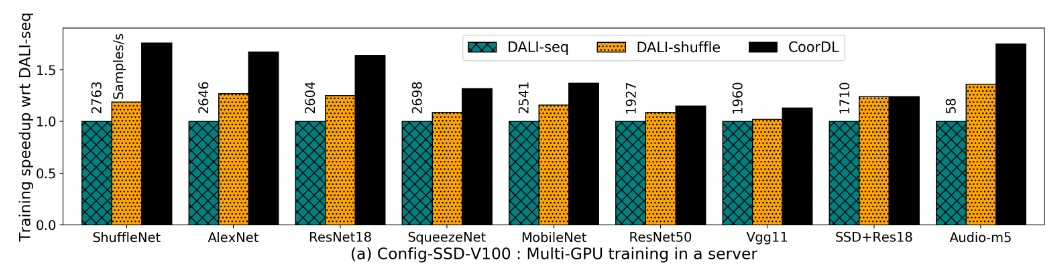 Training speedup wrt DALI-seq
1.5
1.0
0.5
0.0
DALI-seq DALI-shuffle CoorDL
2763 Samples/s 2646 2604 2698 2541 1927 1960 1710 58
ShuffleNet AlexNet ResNet18 SqueezeNet MobileNet ResNet50 Vgg11 SSD+Res18 Audio-m5
(a) Config-SSD-V100 : Multi-GPU training in a server